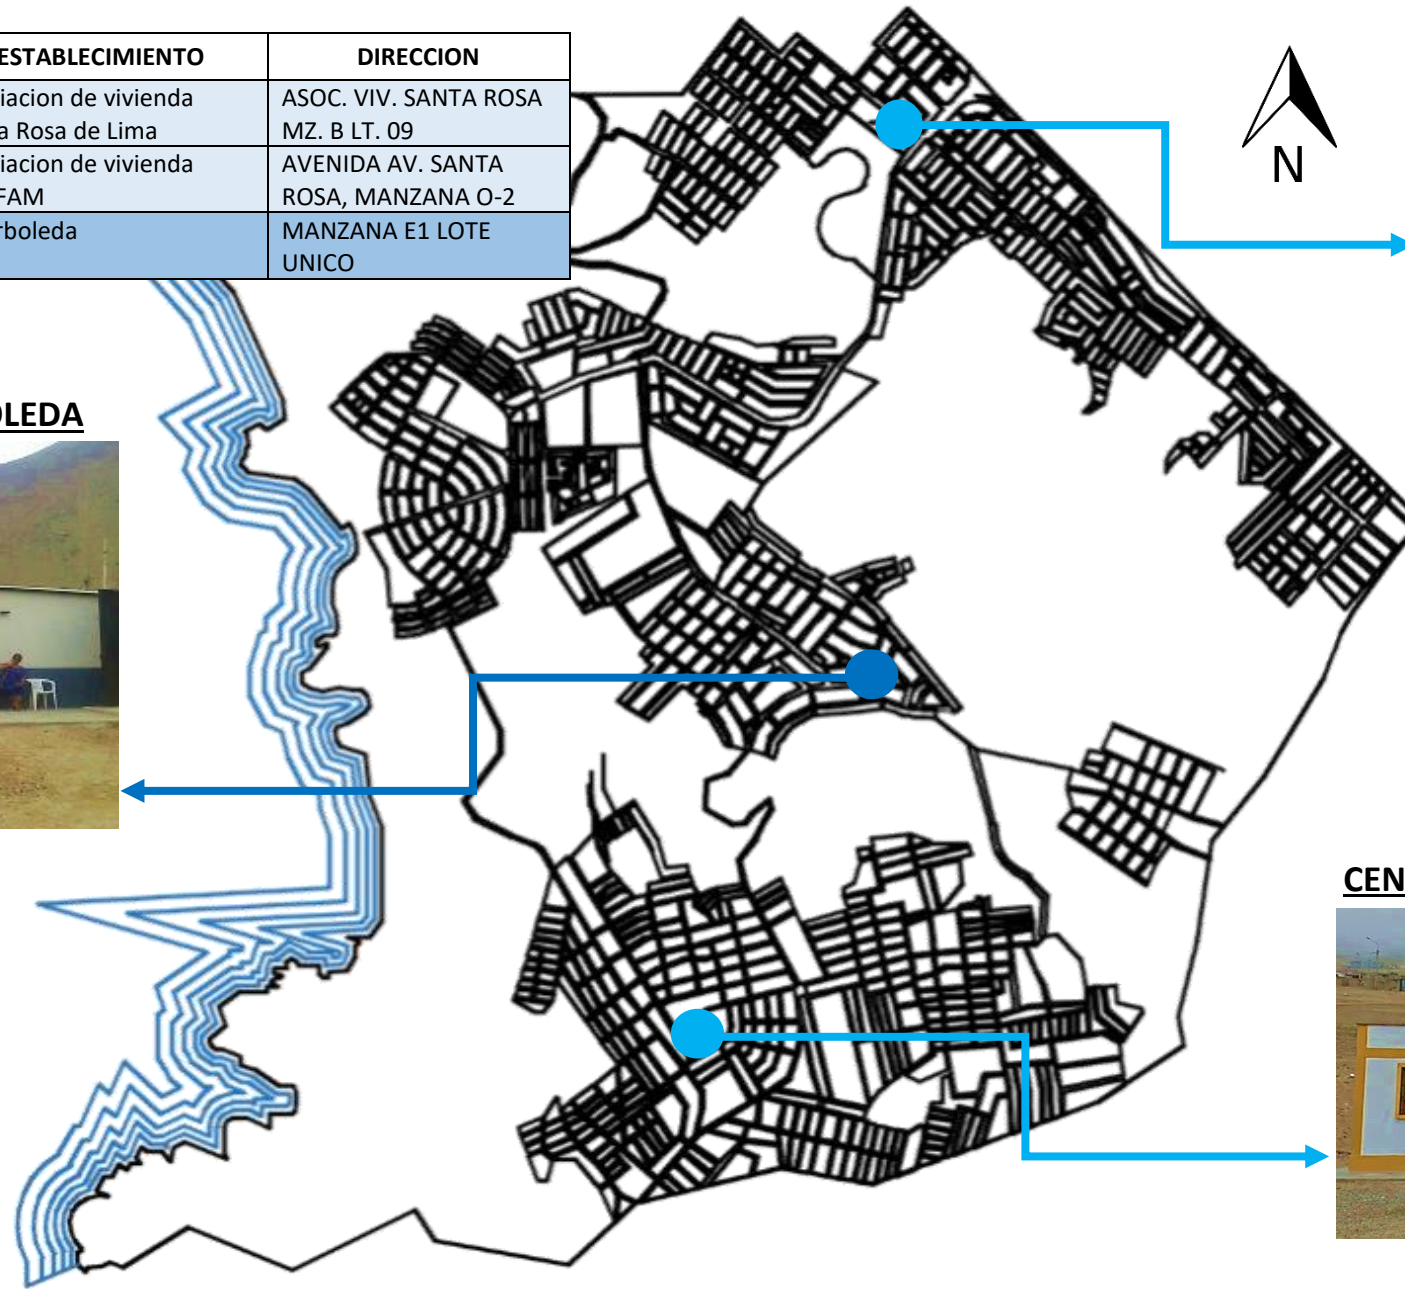 ESTABLECIMIENTO
DIRECCION
iacion de vivienda
a Rosa de Lima
ASOC. VIV. SANTA ROSA
MZ. B LT. 09
iacion de vivienda
FAM
AVENIDA AV. SANTA
ROSA, MANZANA O-2
rboleda
MANZANA E1 LOTE
UNICO
N
OLEDA
CEN